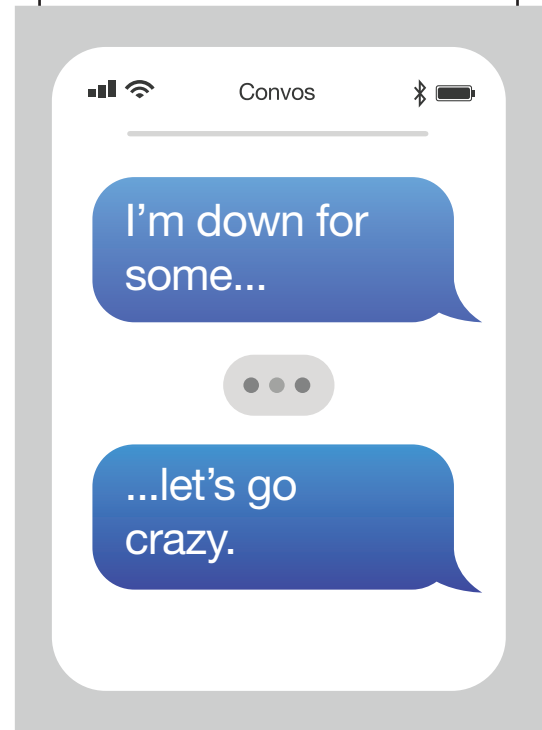 Convos
I’m down for
some...
...let’s go
crazy.